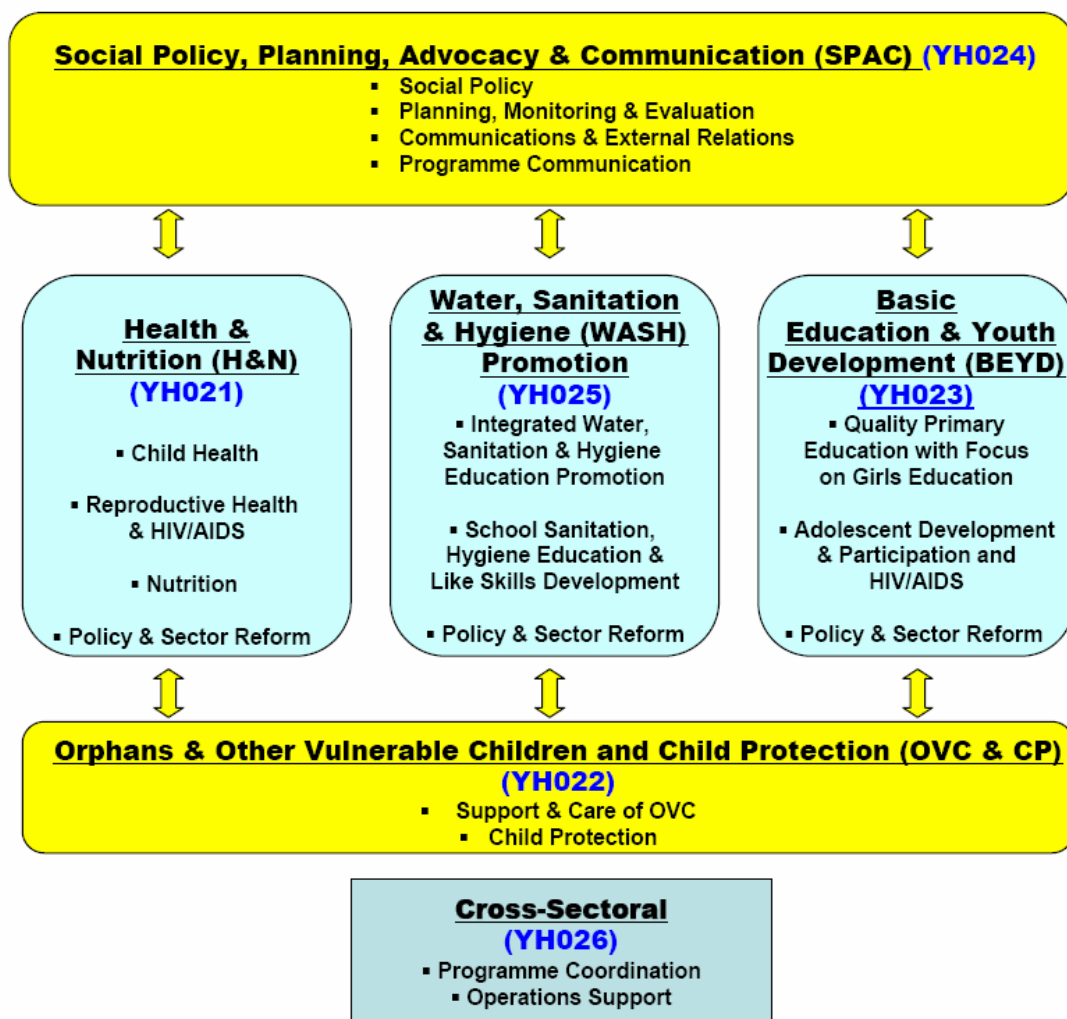 Social Policy, Planning, Advocacy & Communication (SPAC) (YH024)
▪ Social Policy
▪ Planning, Monitoring & Evaluation
▪ Communications & External Relations
▪ Programme Communication
Health &
Nutrition (H&N)
(YH021)
▪ Child Health
▪ Reproductive Health
& HIV/AIDS
▪ Nutrition
▪ Policy & Sector Reform
Water, Sanitation
& Hygiene (WASH)
Promotion
(YH025)
▪ Integrated Water,
Sanitation & Hygiene
Education Promotion
▪ School Sanitation,
Hygiene Education &
Like Skills Development
▪ Policy & Sector Reform
Basic
Education & Youth
Development (BEYD)
(YH023)
▪ Quality Primary
Education with Focus
on Girls Education
▪ Adolescent Development
& Participation and
HIV/AIDS
▪ Policy & Sector Reform
Orphans & Other Vulnerable Children and Child Protection (OVC & CP)
(YH022)
▪ Support & Care of OVC
▪ Child Protection
Cross-Sectoral
(YH026)
▪ Programme Coordination
▪ Operations Support